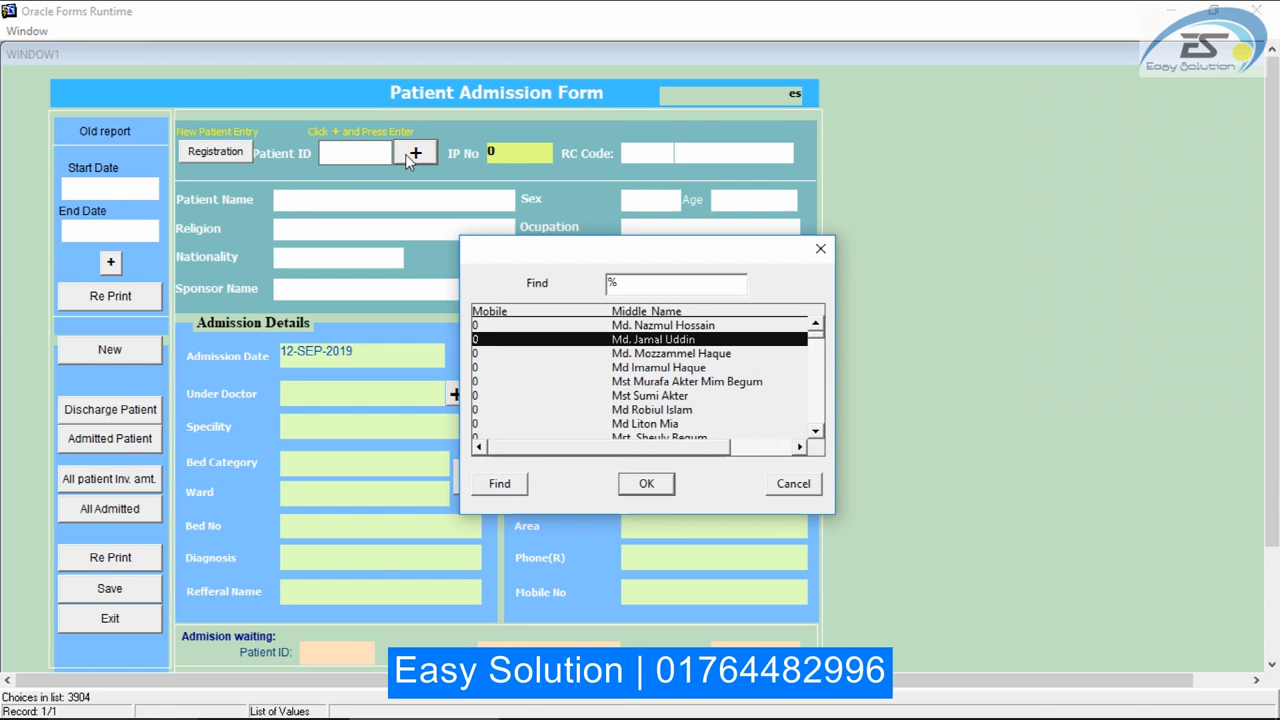 Oracle Forms Runtime
Window
WINDOW1
ES
Easy Solution
Patient Admission Form
es
Old report
Start Date
End Date
+
Re Print
New
Discharge Patient
Admitted Patient
All patient Inv. amt.
All Admitted
Re Print
Save
Exit
New Patient Entry Click + and Press Enter
Registration Patient ID + IP No 0 RC Code:
Patient Name Sex Age
Religion Ocupation
Nationality
Sponsor Name
Admission Details
Admission Date 12-SEP-2019
Under Doctor +
Specility
Bed Category
Ward
Bed No Area
Diagnosis Phone(R)
Refferal Name Mobile No
Find %
Mobile Middle Name
0 Md. Nazmul Hossain
0 Md. Jamal Uddin
0 Md. Mozzammel Haque
0 Md Imamul Haque
0 Mst Murafa Akter Mim Begum
0 Mst Sumi Akter
0 Md Robiul Islam
0 Md Liton Mia
0 Mst. Sheuly Begum
Find OK Cancel
Admision waiting:
Patient ID:
Easy Solution | 01764482996
Choices in list: 3904
Record: 1/1 List of Values